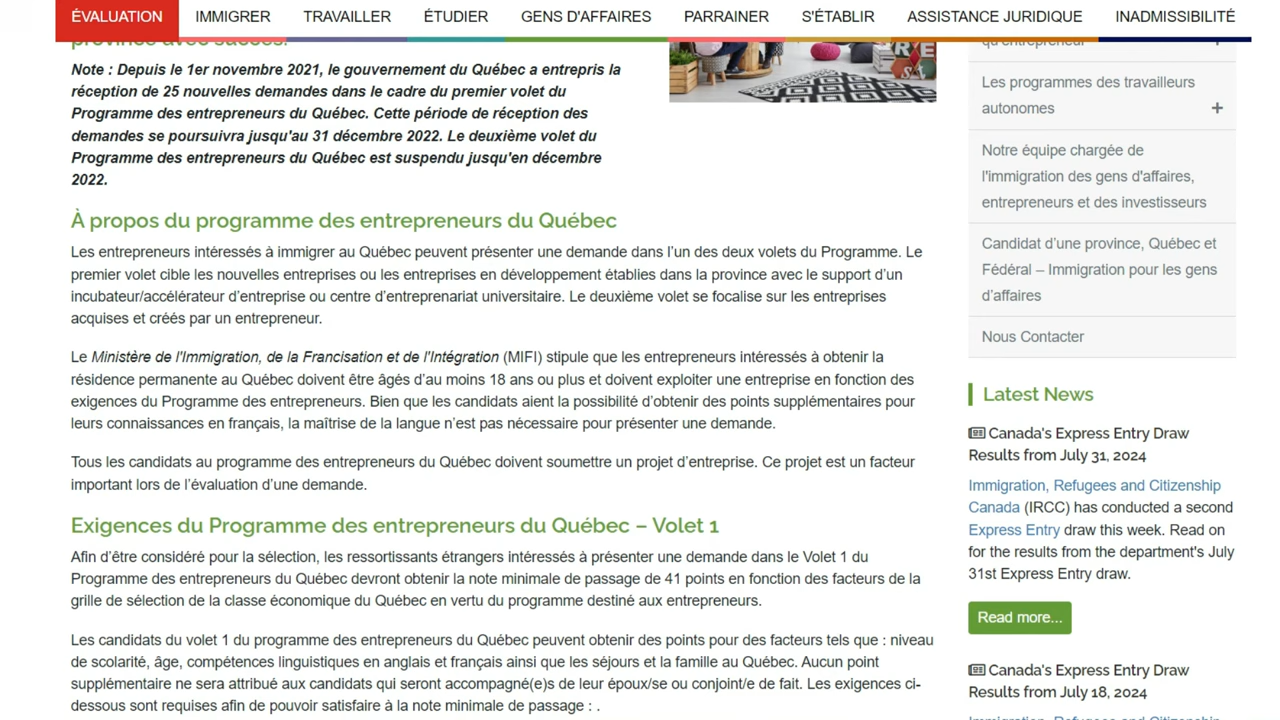 ÉVALUATION IMMIGRER TRAVAILLER ÉTUDIER GENS D'AFFAIRES PARRAINER S'ÉTABLIR ASSISTANCE JURIDIQUE INADMISSIBILITÉ
province avec succès.
Note : Depuis le 1er novembre 2021, le gouvernement du Québec a entrepris la
réception de 25 nouvelles demandes dans le cadre du premier volet du
Programme des entrepreneurs du Québec. Cette période de réception des
demandes se poursuivra jusqu'au 31 décembre 2022. Le deuxième volet du
Programme des entrepreneurs du Québec est suspendu jusqu'en décembre
2022.
À propos du programme des entrepreneurs du Québec
Les entrepreneurs intéressés à immigrer au Québec peuvent présenter une demande dans l'un des deux volets du Programme. Le
premier volet cible les nouvelles entreprises ou les entreprises en développement établies dans la province avec le support d'un
incubateur/accélérateur d'entreprise ou centre d'entreprenariat universitaire. Le deuxième volet se focalise sur les entreprises
acquises et créés par un entrepreneur.
Le Ministère de l'Immigration, de la Francisation et de l'Intégration (MIFI) stipule que les entrepreneurs intéressés à obtenir la
résidence permanente au Québec doivent être âgés d'au moins 18 ans ou plus et doivent exploiter une entreprise en fonction des
exigences du Programme des entrepreneurs. Bien que les candidats aient la possibilité d'obtenir des points supplémentaires pour
leurs connaissances en français, la maîtrise de la langue n'est pas nécessaire pour présenter une demande.
Tous les candidats au programme des entrepreneurs du Québec doivent soumettre un projet d'entreprise. Ce projet est un facteur
important lors de l'évaluation d'une demande.
Exigences du Programme des entrepreneurs du Québec – Volet 1
Afin d'être considéré pour la sélection, les ressortissants étrangers intéressés à présenter une demande dans le Volet 1 du
Programme des entrepreneurs du Québec devront obtenir la note minimale de passage de 41 points en fonction des facteurs de la
grille de sélection de la classe économique du Québec en vertu du programme destiné aux entrepreneurs.
Les candidats du volet 1 du programme des entrepreneurs du Québec peuvent obtenir des points pour des facteurs tels que : niveau
de scolarité, âge, compétences linguistiques en anglais et français ainsi que les séjours et la famille au Québec. Aucun point
supplémentaire ne sera attribué aux candidats qui seront accompagné(e)s de leur époux/se ou conjoint/e de fait. Les exigences ci-
dessous sont requises afin de pouvoir satisfaire à la note minimale de passage : .
qu'entrepreneur +
Les programmes des travailleurs
autonomes +
Notre équipe chargée de
l'immigration des gens d'affaires,
entrepreneurs et des investisseurs
Candidat d'une province, Québec et
Fédéral – Immigration pour les gens
d'affaires
Nous Contacter
Latest News
Canada's Express Entry Draw
Results from July 31, 2024
Immigration, Refugees and Citizenship
Canada (IRCC) has conducted a second
Express Entry draw this week. Read on
for the results from the department's July
31st Express Entry draw.
Read more...
Canada's Express Entry Draw
Results from July 18, 2024